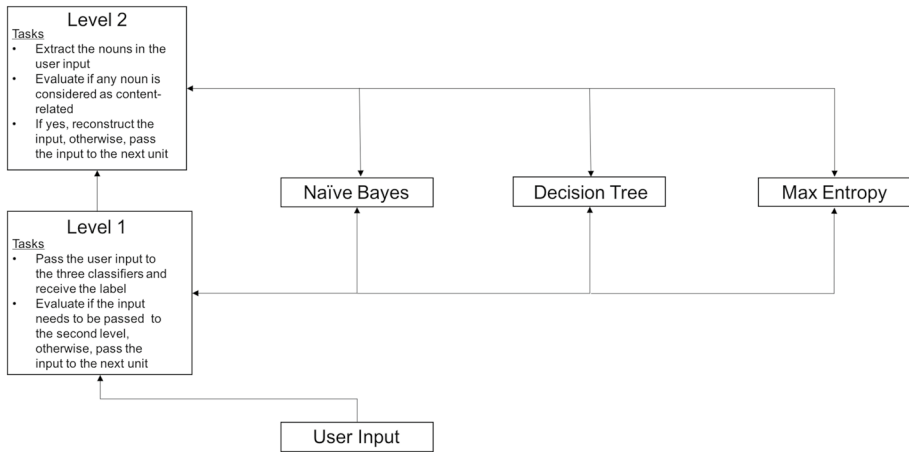 Level 2
Tasks
• Extract the nouns in the
user input
• Evaluate if any noun is
considered as content-
related
• If yes, reconstruct the
input, otherwise, pass
the input to the next unit
Naïve Bayes
Decision Tree
Max Entropy
Level 1
Tasks
• Pass the user input to
the three classifiers and
receive the label
• Evaluate if the input
needs to be passed to
the second level,
otherwise, pass the
input to the next unit
User Input